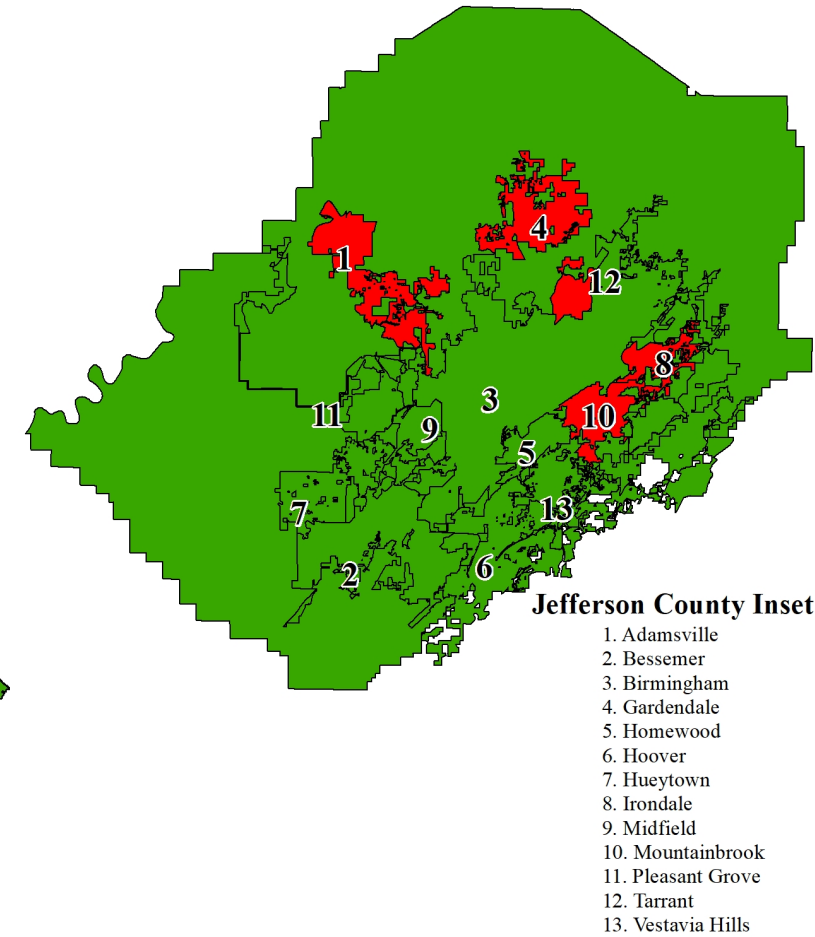 1
4
12
8
3
10
11
9
5
7
13
2
6
Jefferson County Inset
1. Adamsville
2. Bessemer
3. Birmingham
4. Gardendale
5. Homewood
6. Hoover
7. Hueytown
8. Irondale
9. Midfield
10. Mountainbrook
11. Pleasant Grove
12. Tarrant
13. Vestavia Hills